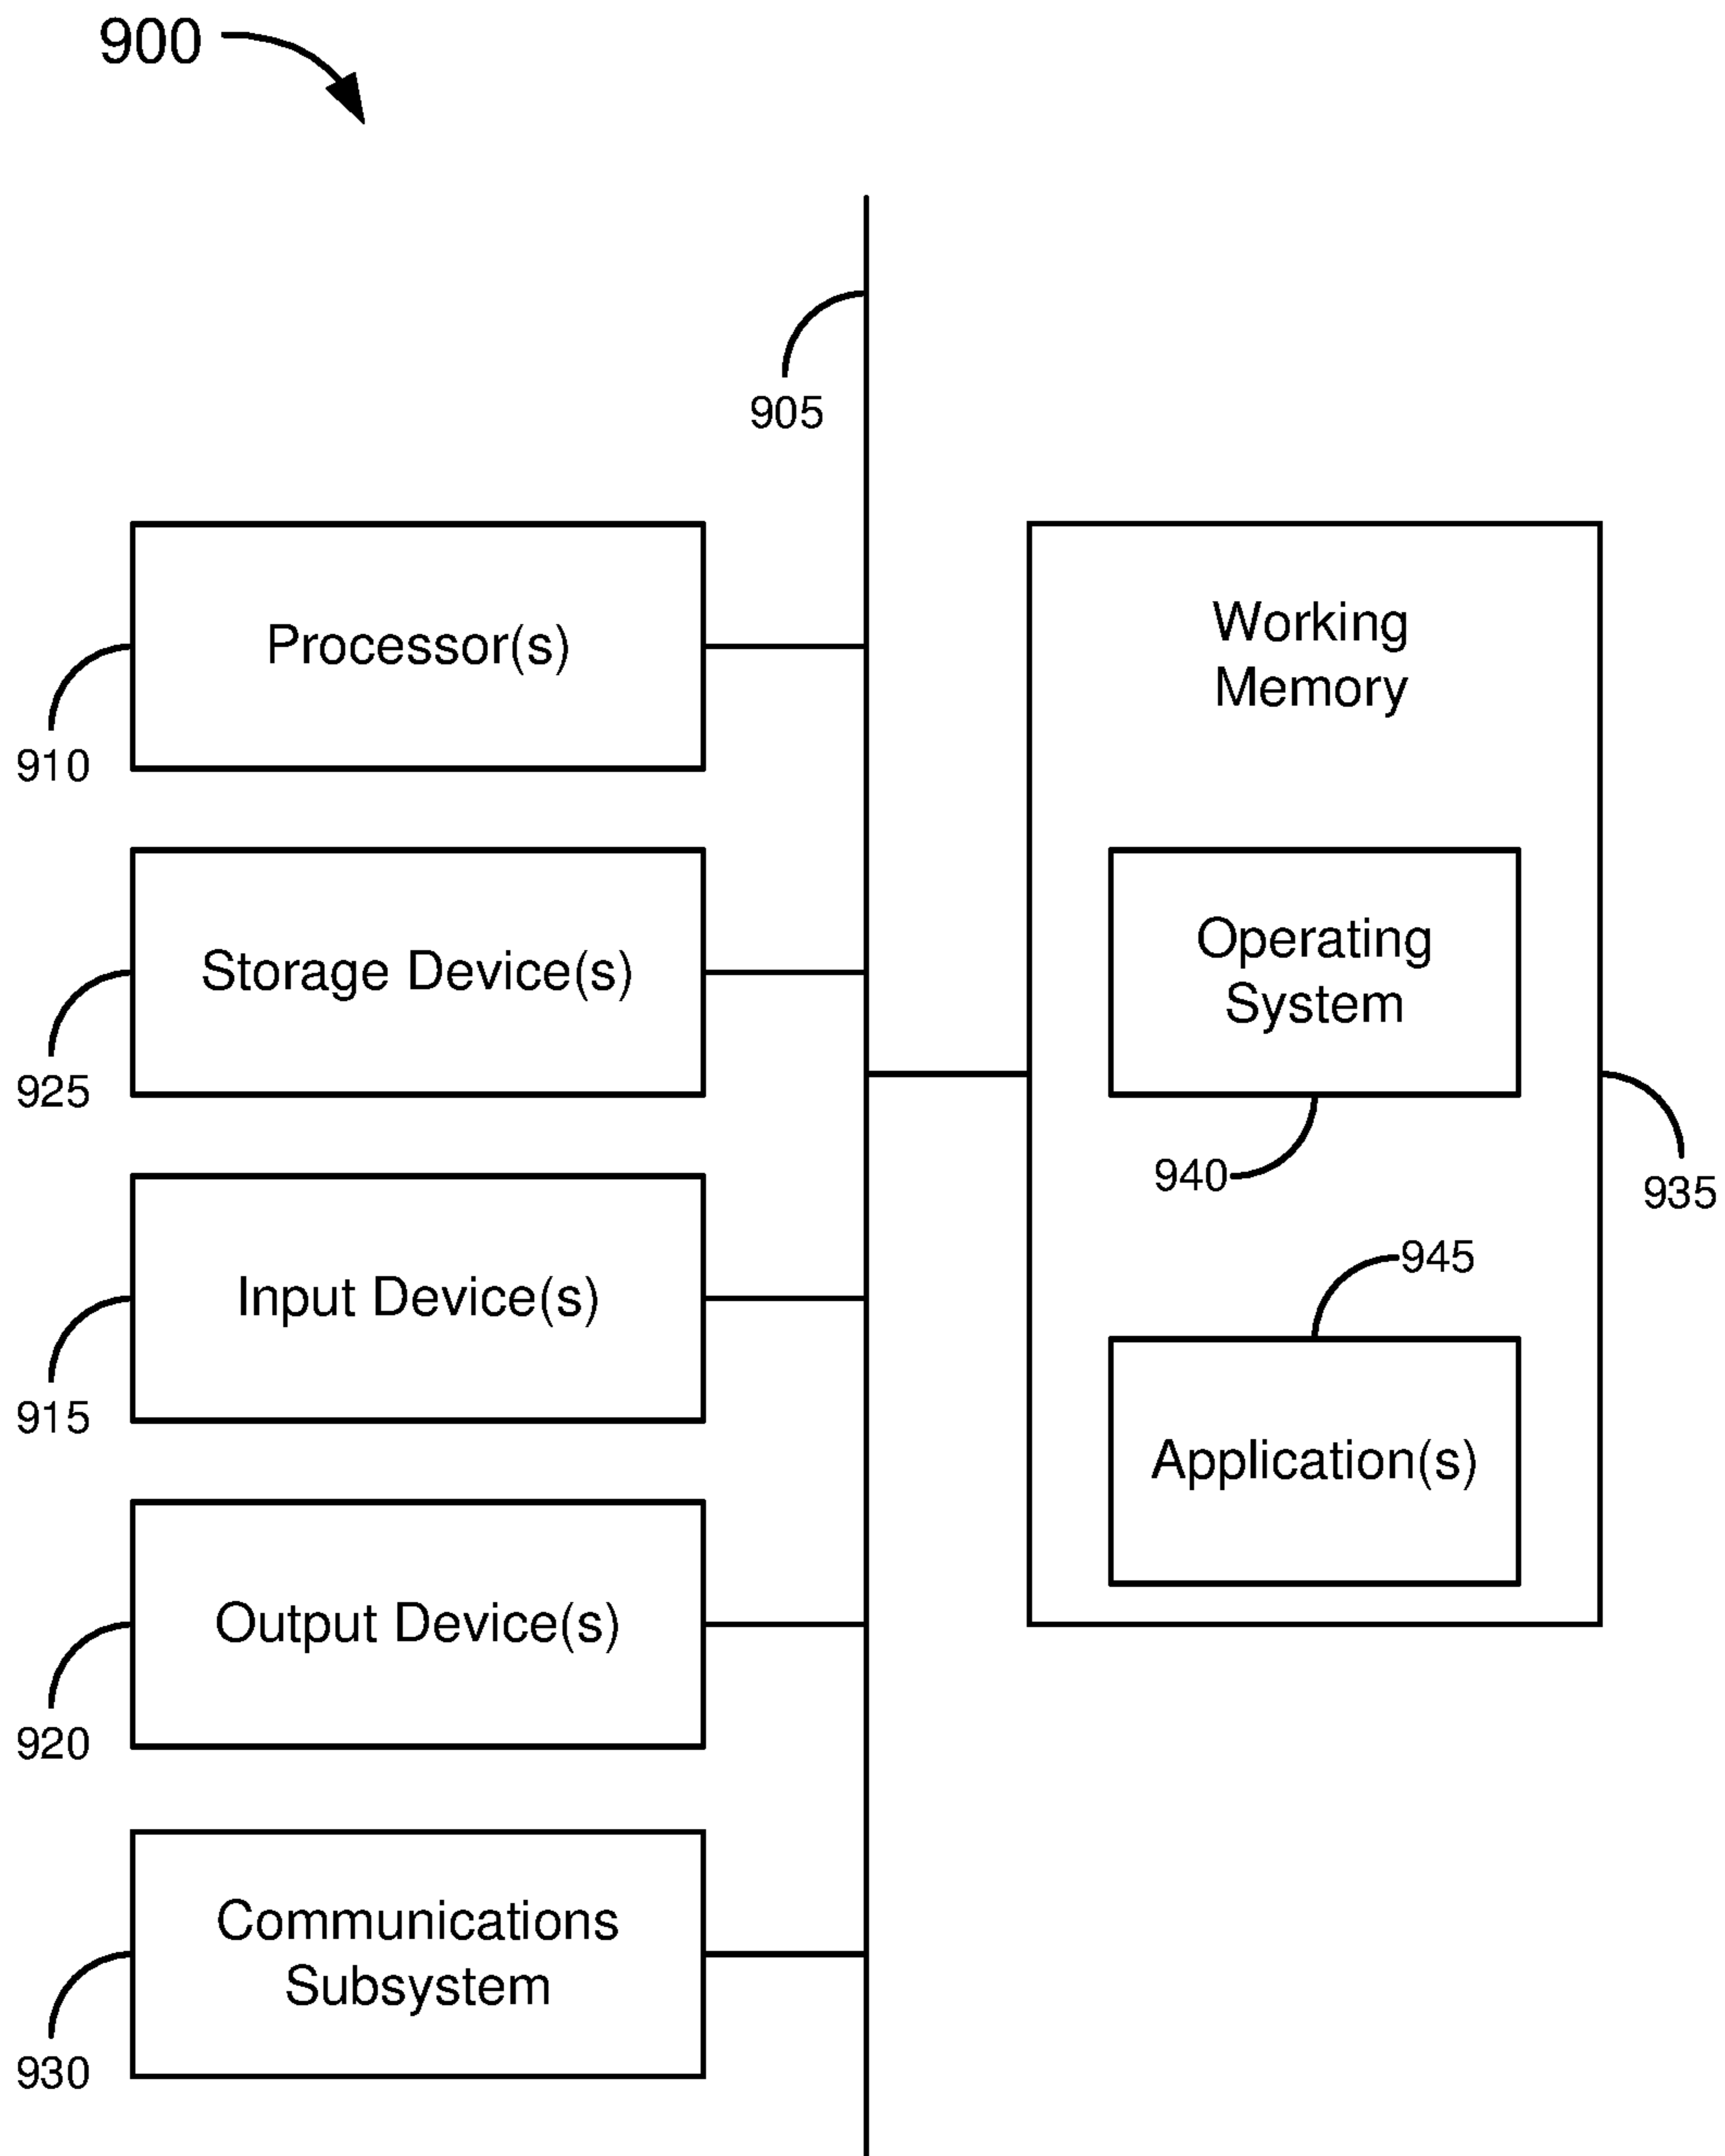 900
905
Processor(s)
910
Storage Device(s)
925
Input Device(s)
915
Output Device(s)
920
Communications
Subsystem
930
Working
Memory
Operating
System
940
935
945
Application(s)